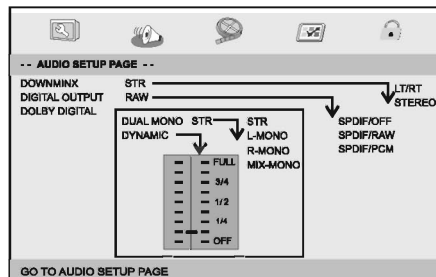 -- AUDIO SETUP PAGE --
DOWNMINX STR LT/RT
STEREO
DIGITAL OUTPUT RAW SPDIF/OFF
SPDIF/RAW
SPDIF/PCM
DOLBY DIGITAL
DUAL MONO STR STR
L-MONO
R-MONO
MIX-MONO
DYNAMIC
FULL
3/4
1/2
1/4
OFF
GO TO AUDIO SETUP PAGE